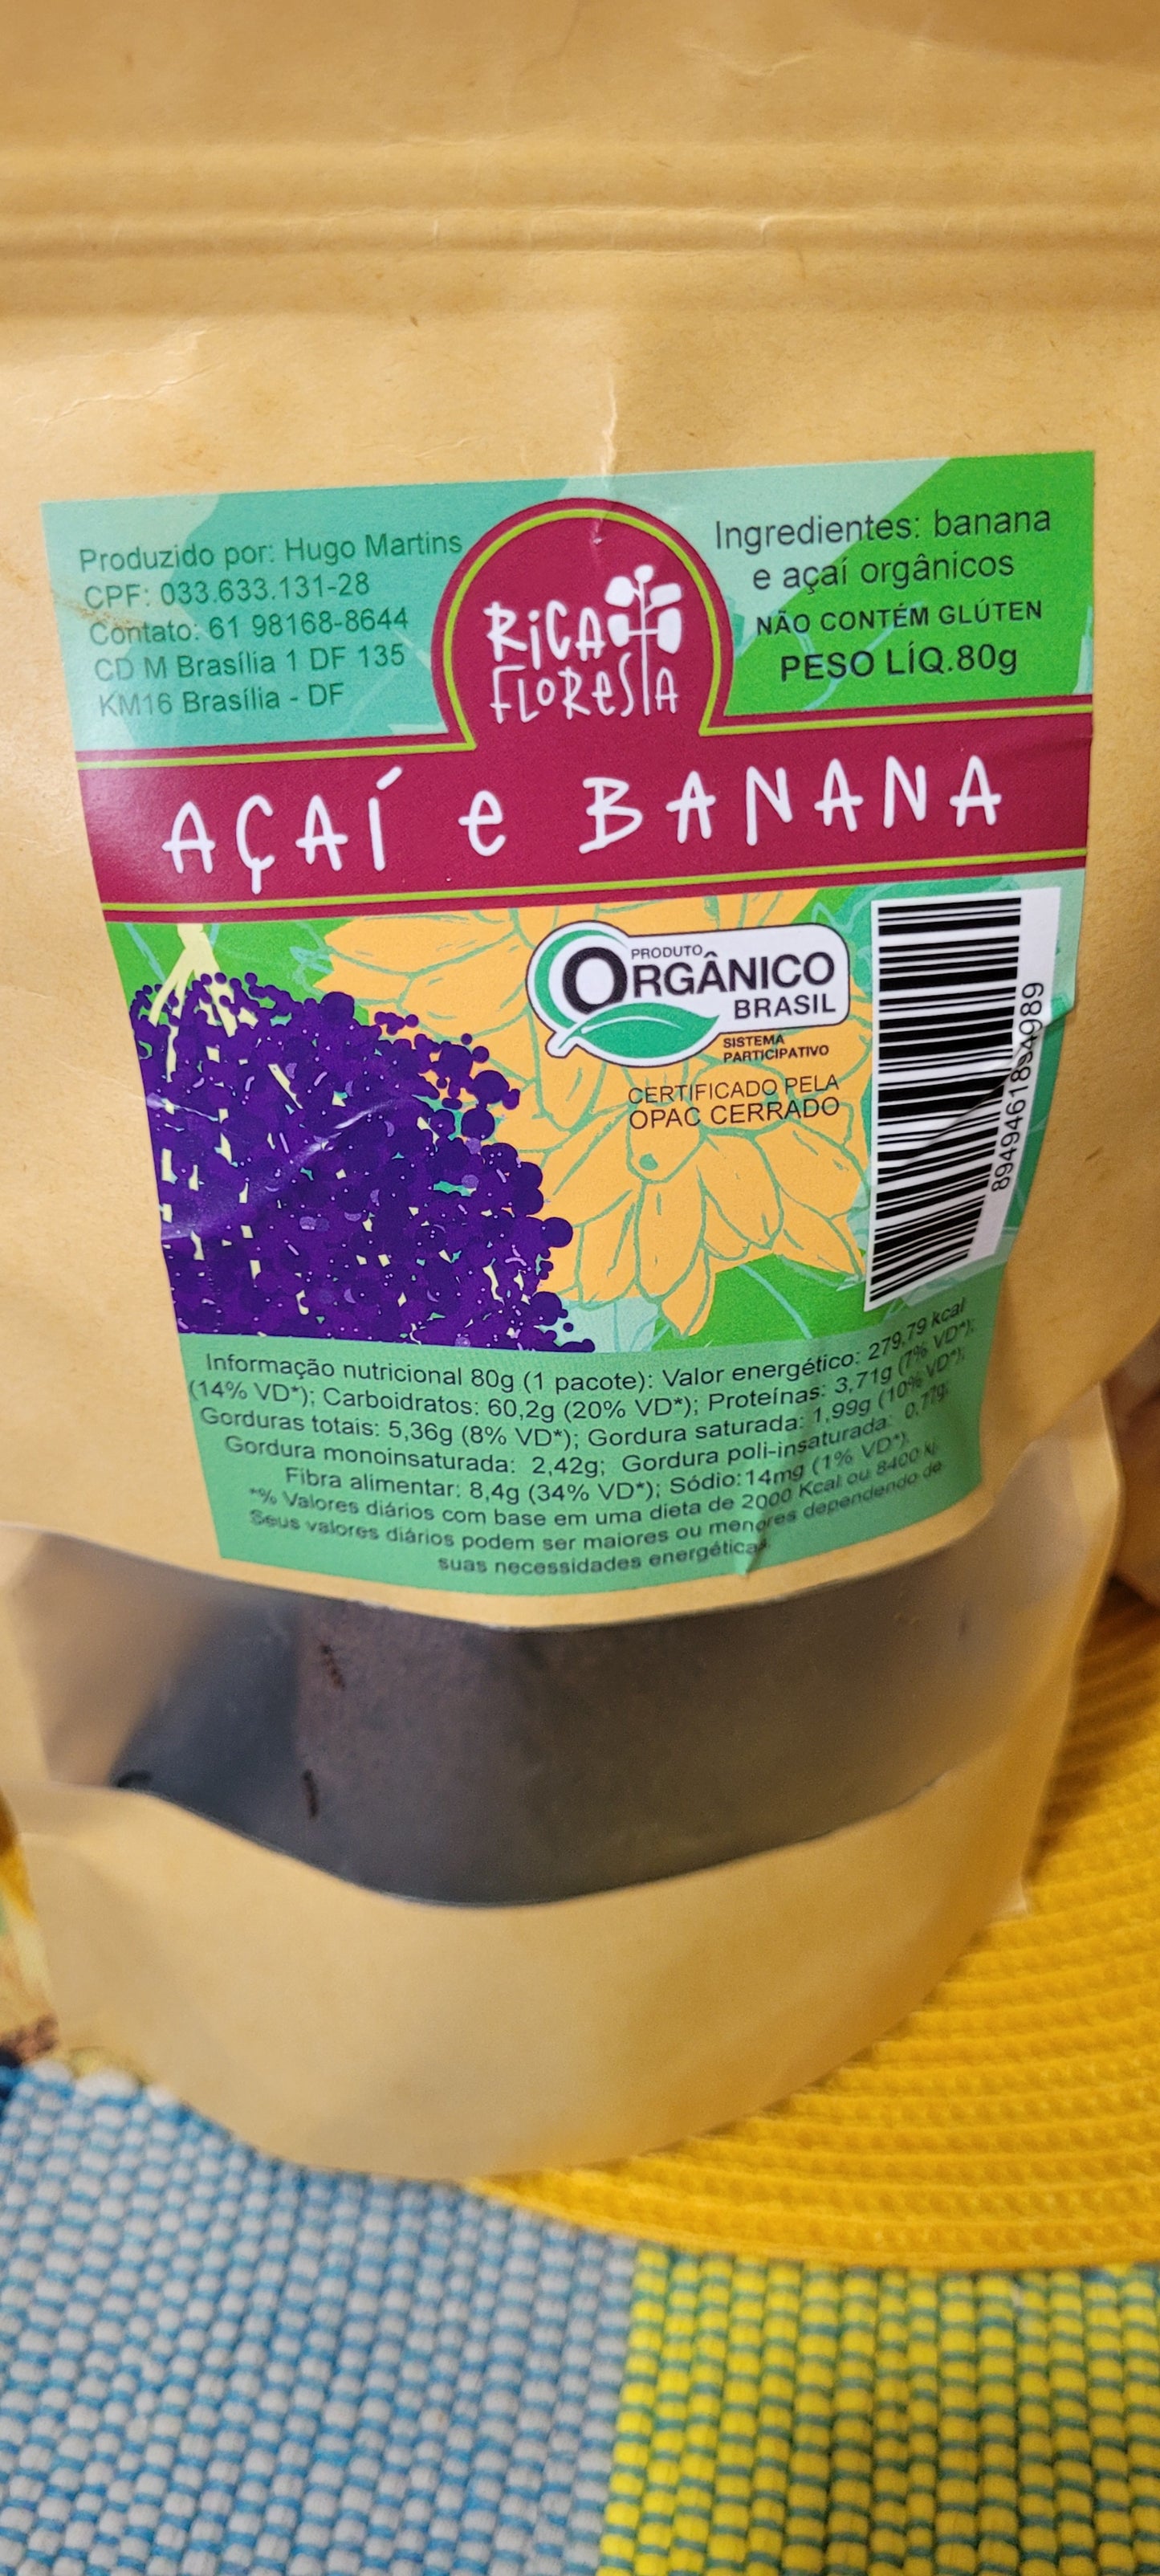 Produzido por: Hugo Martins
CPF: 033.633.131-28
Contato: 61 98168-8644
CD M Brasília 1 DF 135
KM16 Brasília - DF
RiCA
FLOReSTA
Ingredientes: banana
e açaí orgânicos
NÃO CONTÉM GLÚTEN
PESO LÍQ.80g
AÇAÍ e BANANA
PRODUTO
ORGÂNICO
BRASIL
SISTEMA
PARTICIPATIVO
CERTIFICADO PELA
OPAC CERRADO
8949461894989
Informação nutricional 80g (1 pacote): Valor energético: 279,79 kcal
(14% VD*); Carboidratos: 60,2g (20% VD*); Proteínas: 3,71g (7% VD*);
Gorduras totais: 5,36g (8% VD*); Gordura saturada: 1,99g (10% VD*);
Gordura monoinsaturada: 2,42g; Gordura poli-insaturada: 0,77g;
Fibra alimentar: 8,4g (34% VD*); Sódio:14mg (1% VD*).
*% Valores diários com base em uma dieta de 2000 Kcal ou 8400 kj.
Seus valores diários podem ser maiores ou menores dependendo de
suas necessidades energéticas.